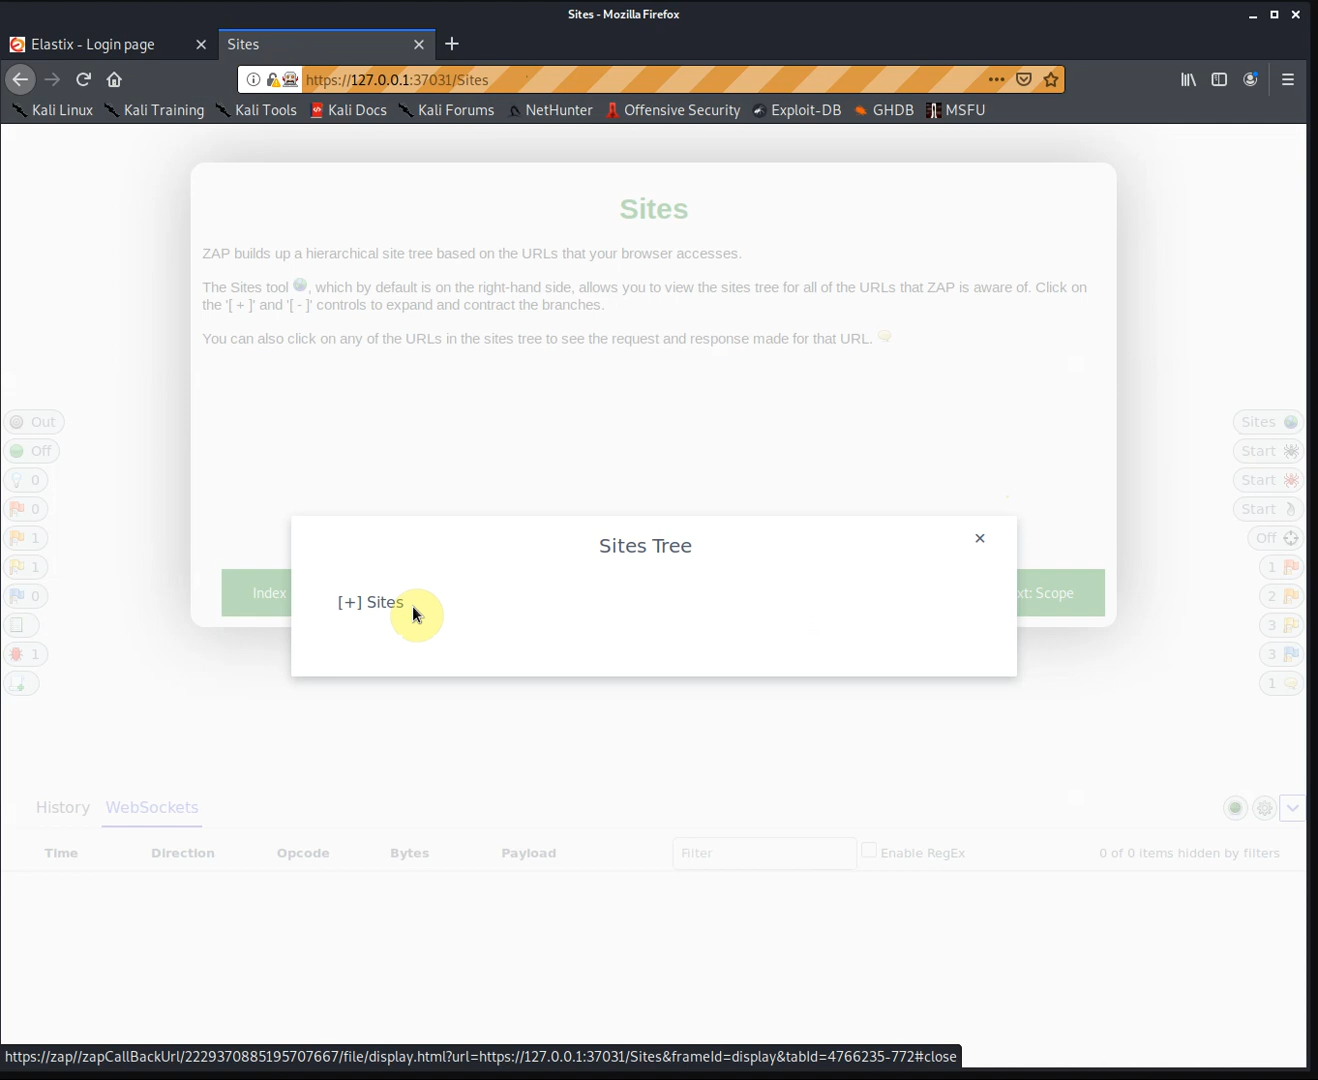 Sites - Mozilla Firefox
Elastix - Login page
Sites
https://127.0.0.1:37031/Sites
Kali Linux Kali Training Kali Tools Kali Docs Kali Forums NetHunter Offensive Security Exploit-DB GHDB MSFU
Sites
ZAP builds up a hierarchical site tree based on the URLs that your browser accesses.
The Sites tool , which by default is on the right-hand side, allows you to view the sites tree for all of the URLs that ZAP is aware of. Click on
the '[ + ]' and '[ - ]' controls to expand and contract the branches.
You can also click on any of the URLs in the sites tree to see the request and response made for that URL.
Out
Off
0
0
1
1
0
1
Sites
Start
Start
Start
Off
1
2
3
3
1
Sites Tree
[+] Sites
Index
xt: Scope
History WebSockets
Time Direction Opcode Bytes Payload Filter Enable RegEx 0 of 0 items hidden by filters
https://zap//zapCallBackUrl/2229370885195707667/file/display.html?url=https://127.0.0.1:37031/Sites&frameId=display&tabId=4766235-772#close